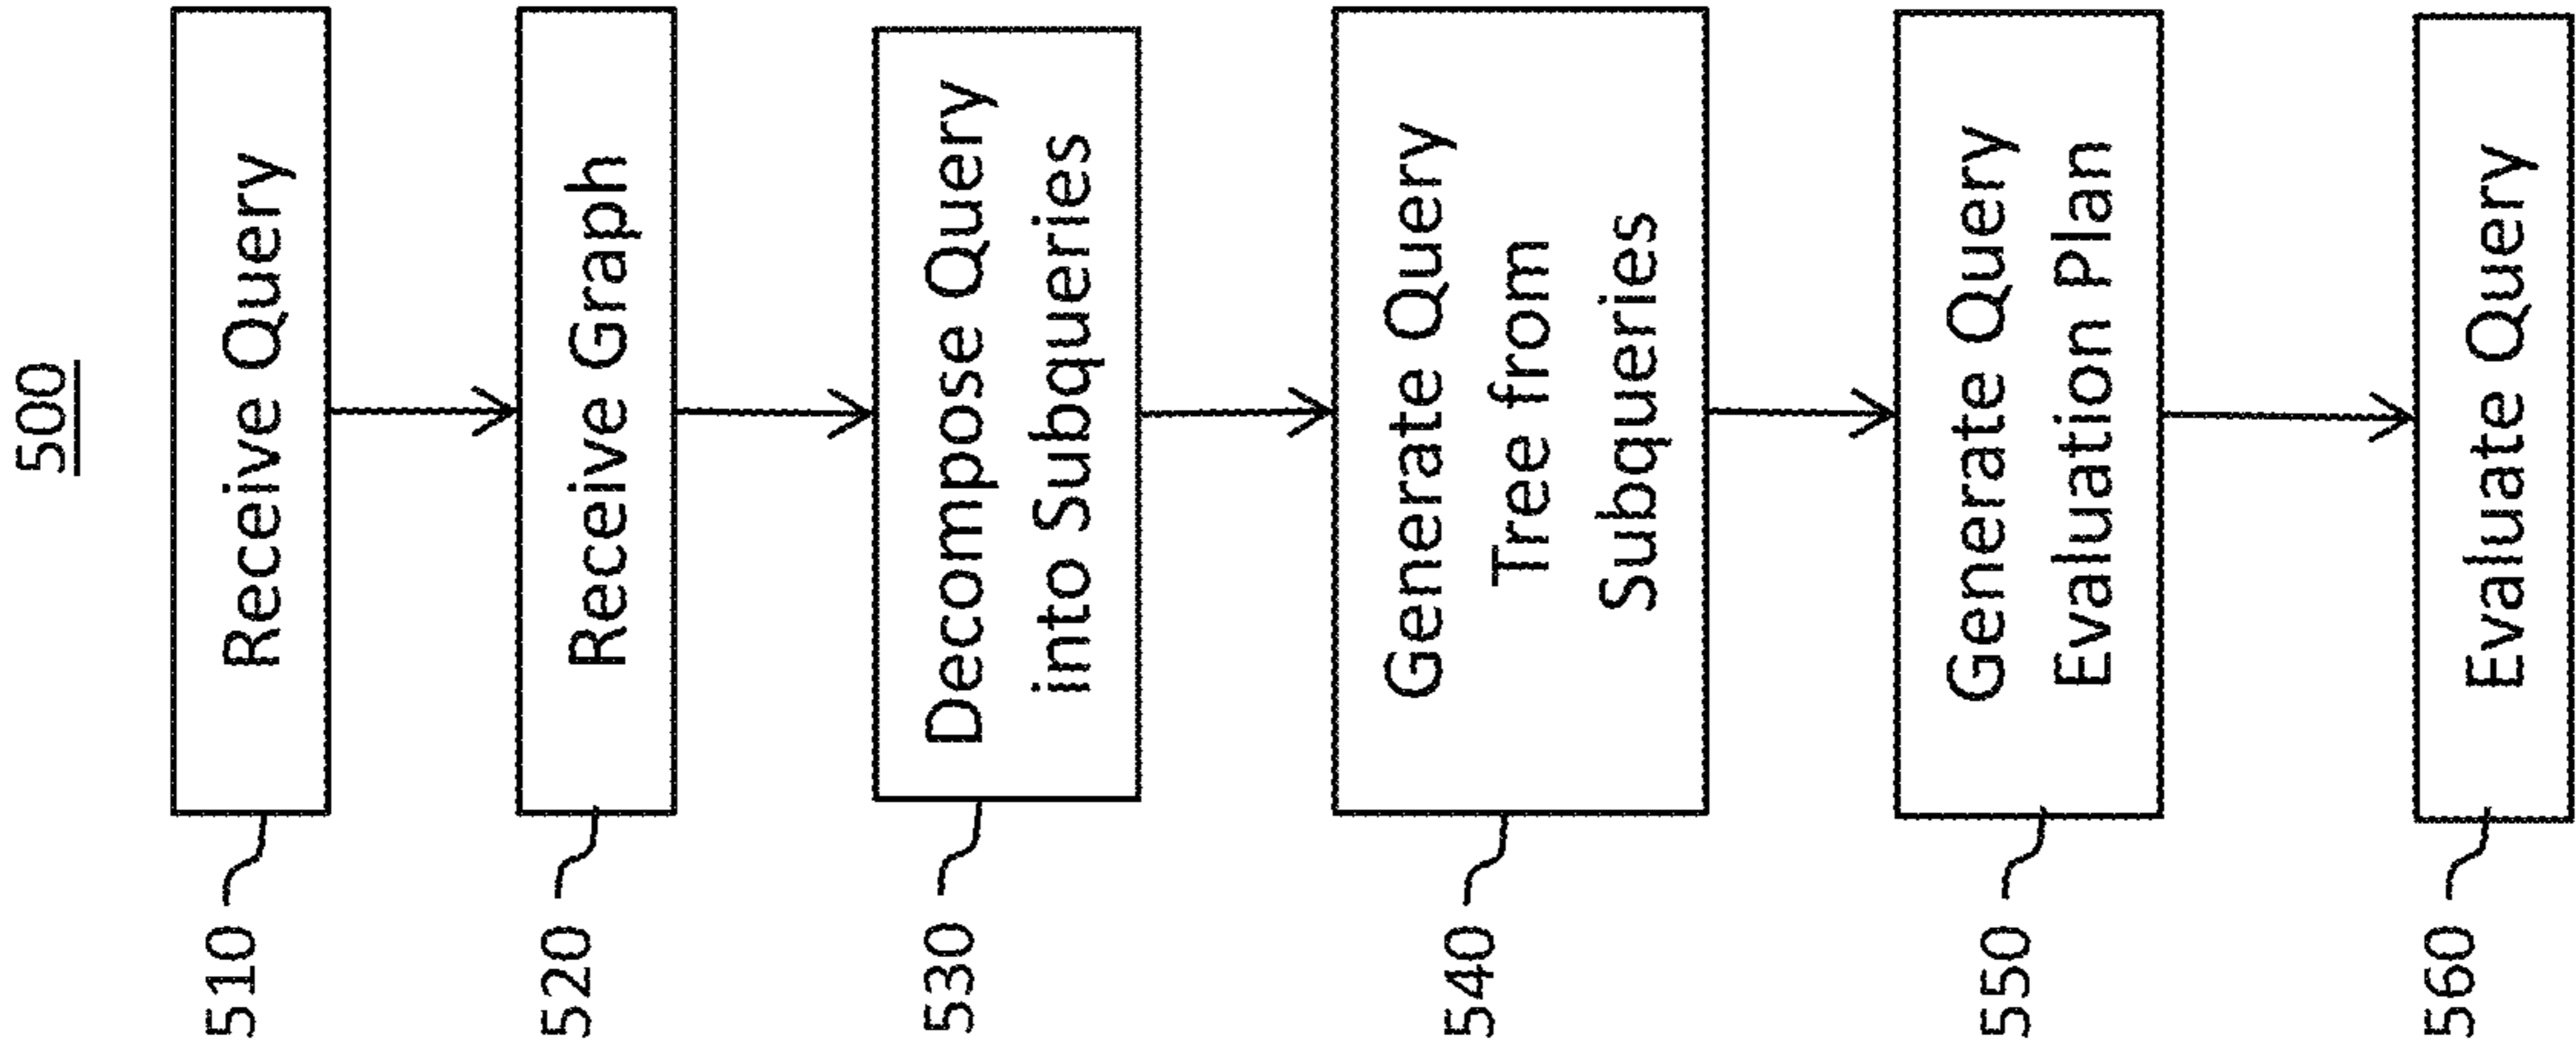 500
510
Receive Query
520
Receive Graph
530
Decompose Query
into Subqueries
540
Generate Query
Tree from
Subqueries
550
Generate Query
Evaluation Plan
560
Evaluate Query